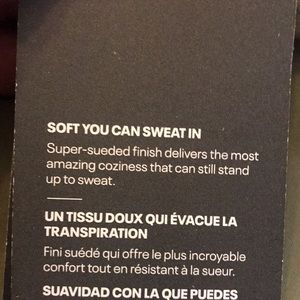 SOFT YOU CAN SWEAT IN
Super-sueded finish delivers the most
amazing coziness that can still stand
up to sweat.
UN TISSU DOUX QUI ÉVACUE LA
TRANSPIRATION
Fini suédé qui offre le plus incroyable
confort tout en résistant à la sueur.
SUAVIDAD CON LA QUE PUEDES